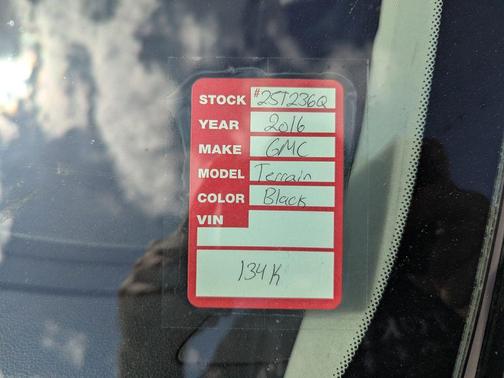 STOCK #25T236Q
YEAR 2016
MAKE GMC
MODEL Terrain
COLOR Black
VIN
134K